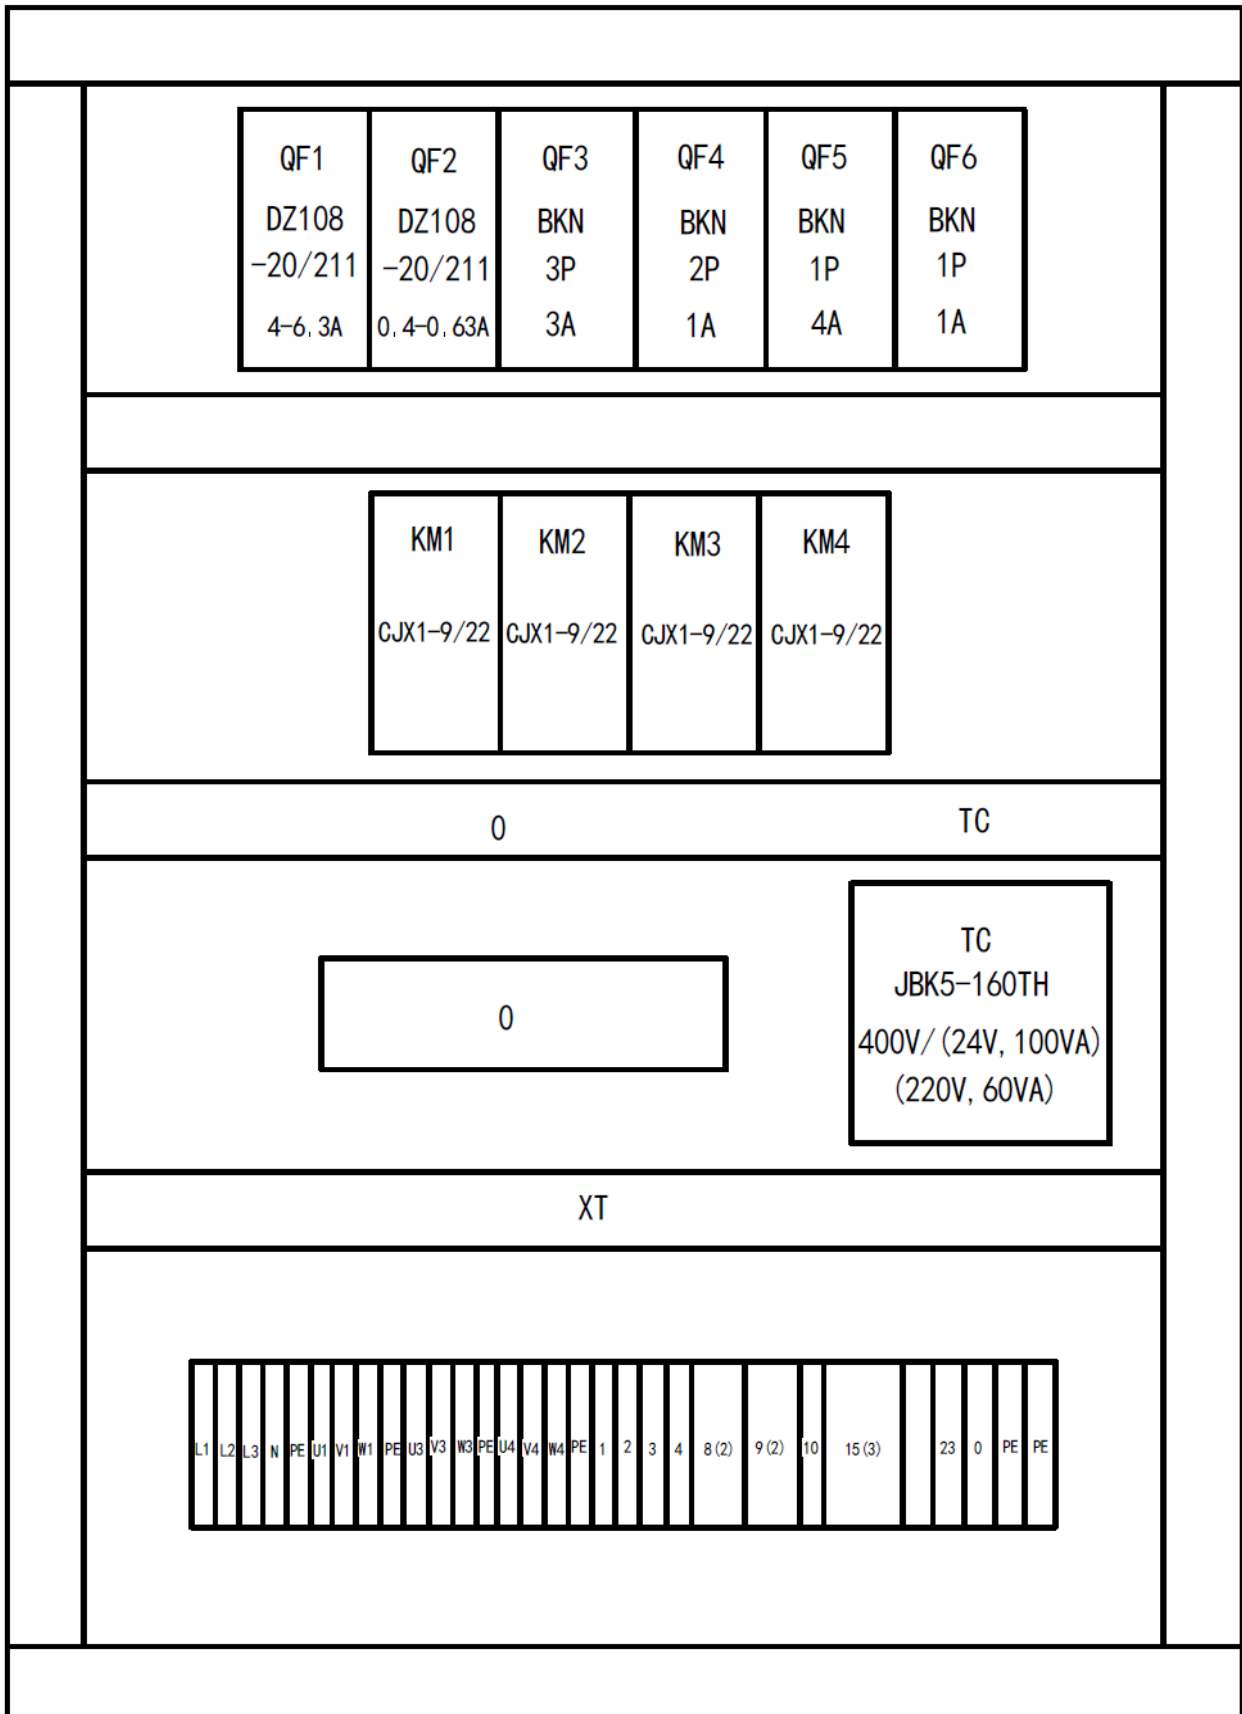 QF1
DZ108
-20/211
4-6.3A
QF2
DZ108
-20/211
0.4-0.63A
QF3
BKN
3P
3A
QF4
BKN
2P
1A
QF5
BKN
1P
4A
QF6
BKN
1P
1A
KM1
CJX1-9/22
KM2
CJX1-9/22
KM3
CJX1-9/22
KM4
CJX1-9/22
0
TC
0
TC
JBK5-160TH
400V/(24V,100VA)
(220V,60VA)
XT
L1 L2 L3 N PE U1 V1 W1 PE U3 V3 W3 PE U4 V4 W4 PE 1 2 3 4 8(2) 9(2) 10 15(3) 23 0 PE PE